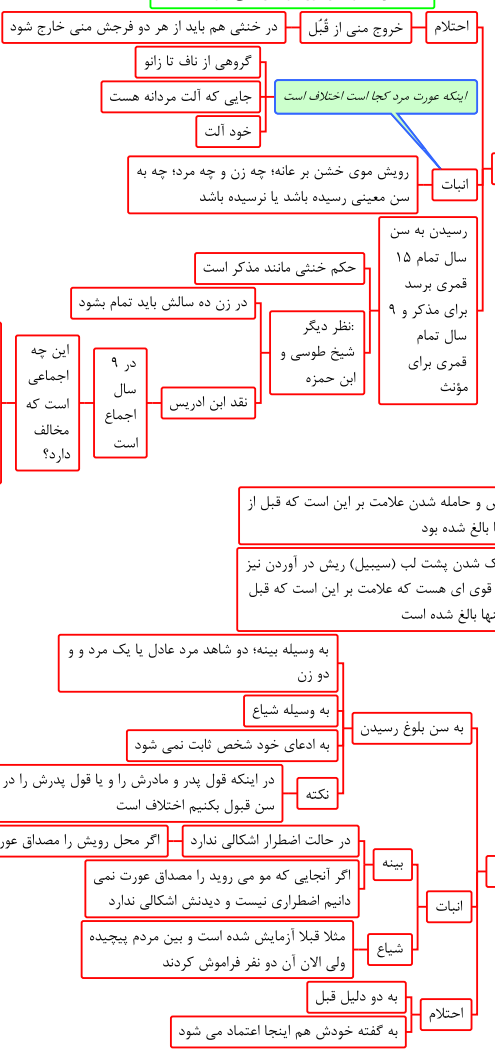 احتلام
خروج منی از قُبُل
در خنثی هم باید از هر دو فرجش منی خارج شود
اینکه عورت مرد کجا است اختلاف است
گروهی از ناف تا زانو
جایی که آلت مردانه هست
خود آلت
انبات
رویش موی خشن بر عانه؛ چه زن و چه مرد؛ چه به
سن معینی رسیده باشد یا نرسیده باشد
رسیدن به سن
۱۵ سال تمام
قمری برسد
برای مذکر و ۹
سال تمام
قمری برای
مؤنث
حکم خنثی مانند مذکر است
نظر دیگر:
شیخ طوسی و
ابن حمزه
در زن ده سالش باید تمام بشود
نقد ابن ادریس
در ۹
سال
اجماع
است
این چه
اجماعی
است که
مخالف
دارد؟
و حامله شدن علامت بر این است که قبل از
بالغ شده بود
شدن پشت لب (سیبیل) ریش در آوردن نیز
قوی ای هست که علامت بر این است که قبل
بالغ شده است
به سن بلوغ رسیدن
به وسیله بینه؛ دو شاهد مرد عادل یا یک مرد و و
دو زن
به وسیله شیاع
به ادعای خود شخص ثابت نمی شود
نکته
در اینکه قول پدر و مادرش را و یا قول پدرش را در
سن قبول بکنیم اختلاف است
انبات
بینه
در حالت اضطرار اشکالی ندارد
اگر محل رویش را مصداق
اگر آنجایی که مو می روید را مصداق عورت نمی
دانیم اضطراری نیست و دیدنش اشکالی ندارد
شیاع
مثلا قبلا آزمایش شده است و بین مردم پیچیده
ولی الان آن دو نفر فراموش کردند
احتلام
به دو دلیل قبل
به گفته خودش هم اینجا اعتماد می شود